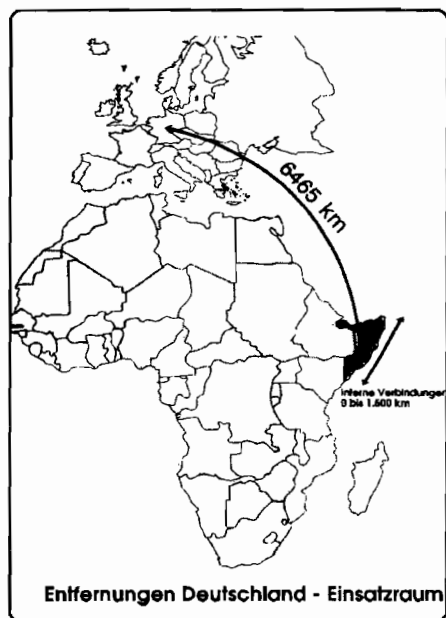 6465 km
Interne Verbindungen
0 bis 1.600 km
Entfernungen Deutschland - Einsatzraum